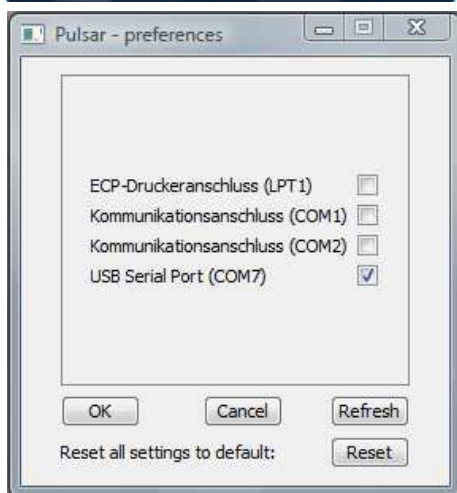 Pulsar - preferences
ECP-Druckeranschluss (LPT1)
Kommunikationsanschluss (COM1)
Kommunikationsanschluss (COM2)
USB Serial Port (COM7)
OK Cancel Refresh
Reset all settings to default: Reset